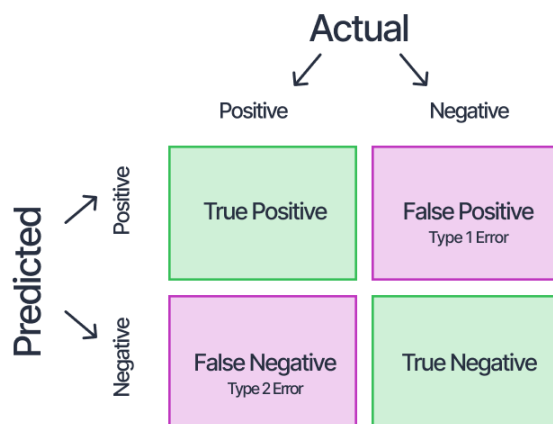 Actual
Positive
Negative
Predicted
Positive
True Positive
False Positive
Type 1 Error
Negative
False Negative
Type 2 Error
True Negative